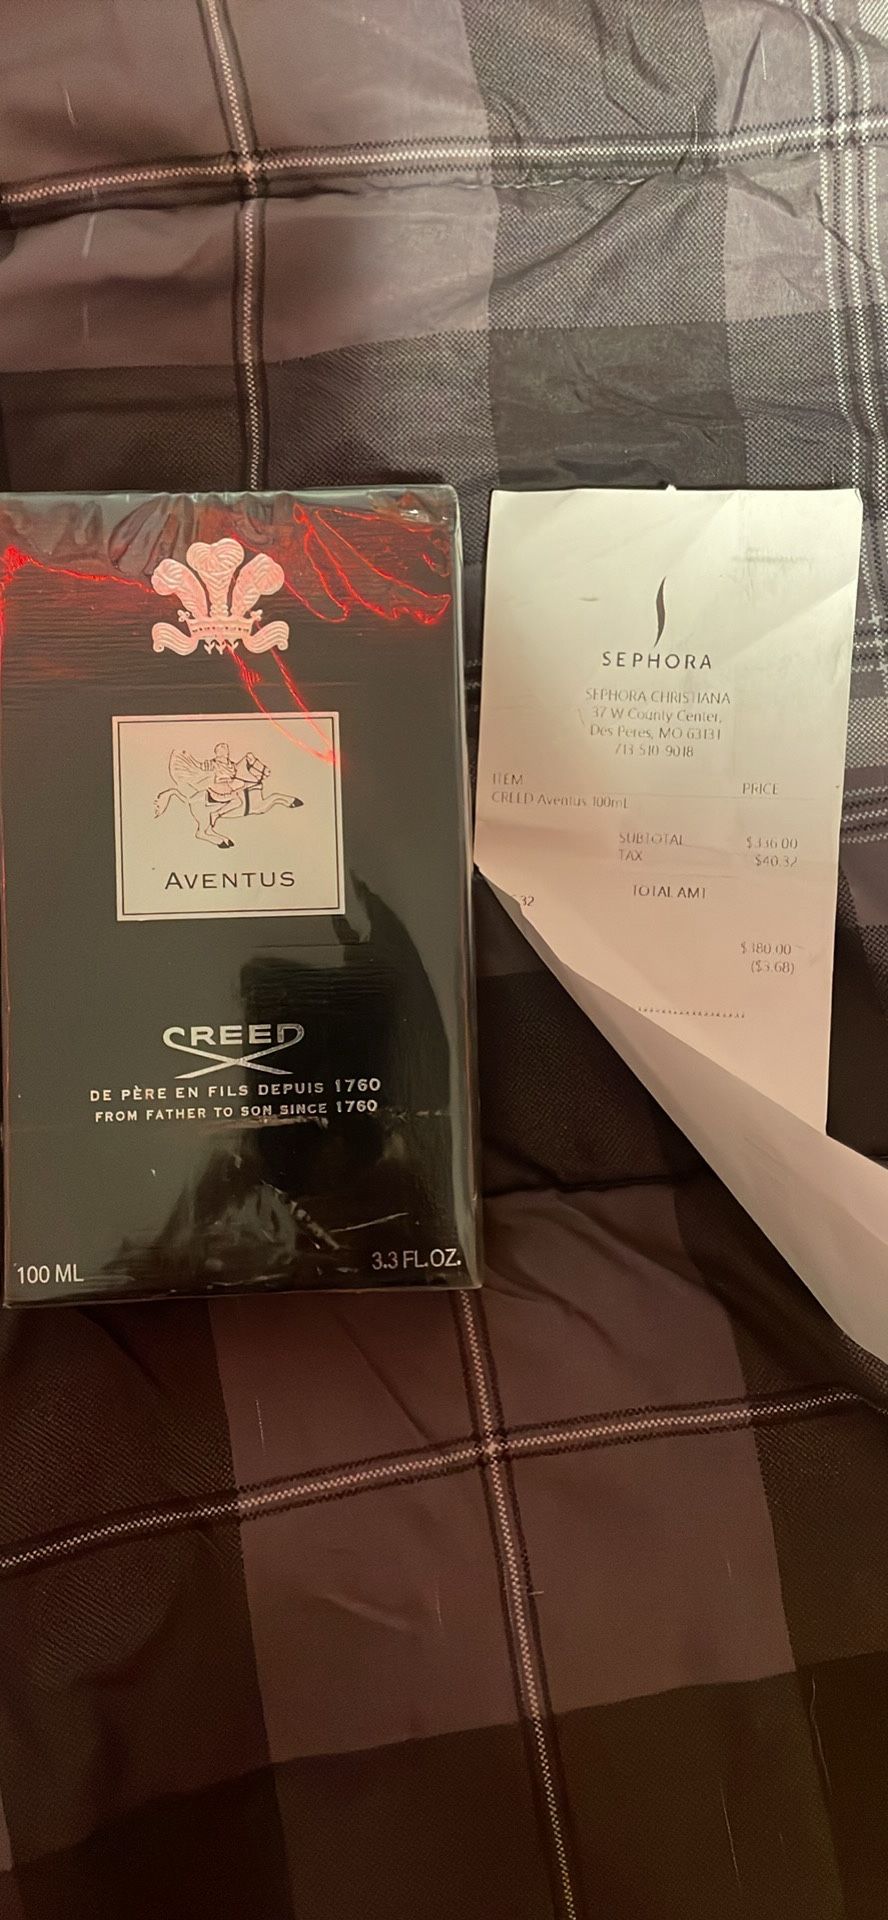 AVENTUS
CREED
DE PÈRE EN FILS DEPUIS 1760
FROM FATHER TO SON SINCE 1760
100 ML
3.3 FL.OZ.
SEPHORA
SEPHORA CHRISTIANA
37 W County Center,
Des Peres, MO 63131
713 510 9018
ITEM PRICE
CREED Aventus 100mL
SUBTOTAL $336.00
TAX $40.32
TOTAL AMT
32
$380.00
($3.68)